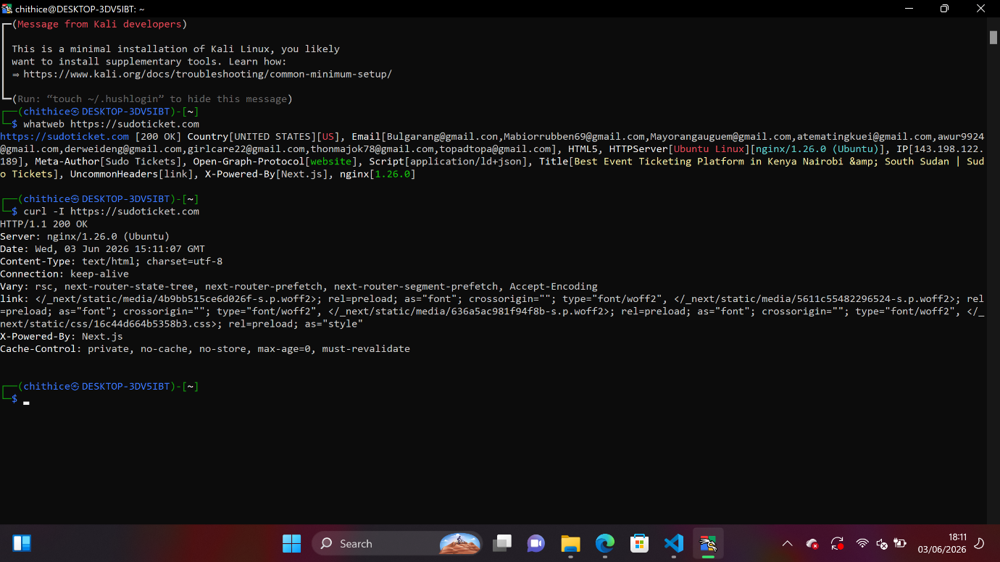 chithice@DESKTOP-3DV5IBT: ~
(Message from Kali developers)
This is a minimal installation of Kali Linux, you likely
want to install supplementary tools. Learn how:
⇒ https://www.kali.org/docs/troubleshooting/common-minimum-setup/
(Run: “touch ~/.hushlogin” to hide this message)
┌──(chithice㉿DESKTOP-3DV5IBT)-[~]
└─$ whatweb https://sudoticket.com
https://sudoticket.com [200 OK] Country[UNITED STATES][US], Email[Bulgarang@gmail.con,Mabiorrubben69@gmail.com,Mayorangauguem@gmail.com,atematingkuei@gmail.com,awur9924
@gmail.com,derweideng@gmail.com,girlcare22@gmail.com,thonmajok78@gmail.com,topadtopa@gmail.com], HTML5, HTTPServer[Ubuntu Linux][nginx/1.26.0 (Ubuntu)], IP[143.198.122.
189], Meta-Author[Sudo Tickets], Open-Graph-Protocol[website], Script[application/ld+json], Title[Best Event Ticketing Platform in Kenya Nairobi &amp; South Sudan | Sud
o Tickets], UncommonHeaders[link], X-Powered-By[Next.js], nginx[1.26.0]
┌──(chithice㉿DESKTOP-3DV5IBT)-[~]
└─$ curl -I https://sudoticket.com
HTTP/1.1 200 OK
Server: nginx/1.26.0 (Ubuntu)
Date: Wed, 03 Jun 2026 15:11:07 GMT
Content-Type: text/html; charset=utf-8
Connection: keep-alive
Vary: rsc, next-router-state-tree, next-router-prefetch, next-router-segment-prefetch, Accept-Encoding
link: </_next/static/media/4b9bb515ce6d026f-s.p.woff2>; rel=preload; as="font"; crossorigin=""; type="font/woff2", </_next/static/media/5611c55482296524-s.p.woff2>; rel
=preload; as="font"; crossorigin=""; type="font/woff2", </_next/static/media/636a5ac981f94f8b-s.p.woff2>; rel=preload; as="font"; crossorigin=""; type="font/woff2", </_
next/static/css/16c44d664b5358b3.css>; rel=preload; as="style"
X-Powered-By: Next.js
Cache-Control: private, no-cache, no-store, max-age=0, must-revalidate
┌──(chithice㉿DESKTOP-3DV5IBT)-[~]
└─$
Search
18:11
03/06/2026